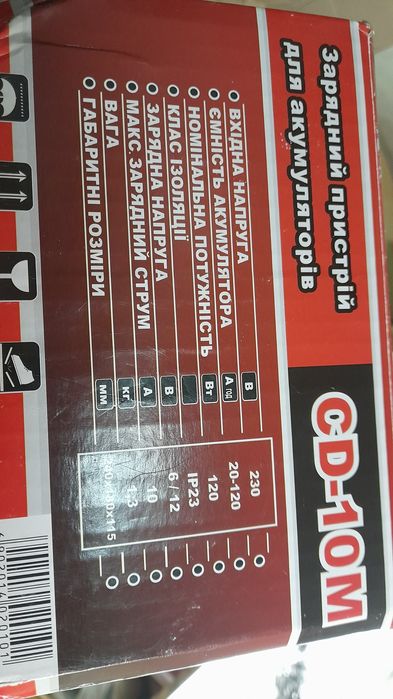 Зарядний пристрій
для акумуляторів
CD-10M
ВХІДНА НАПРУГА В 230
ЄМНІСТЬ АКУМУЛЯТОРА А год 20-120
НОМІНАЛЬНА ПОТУЖНІСТЬ Вт 120
КЛАС ІЗОЛЯЦІЇ IP23
ЗАРЯДНА НАПРУГА В 6 / 12
МАКС. ЗАРЯДНИЙ СТРУМ А 10
ВАГА кг
ГАБАРИТНІ РОЗМІРИ мм